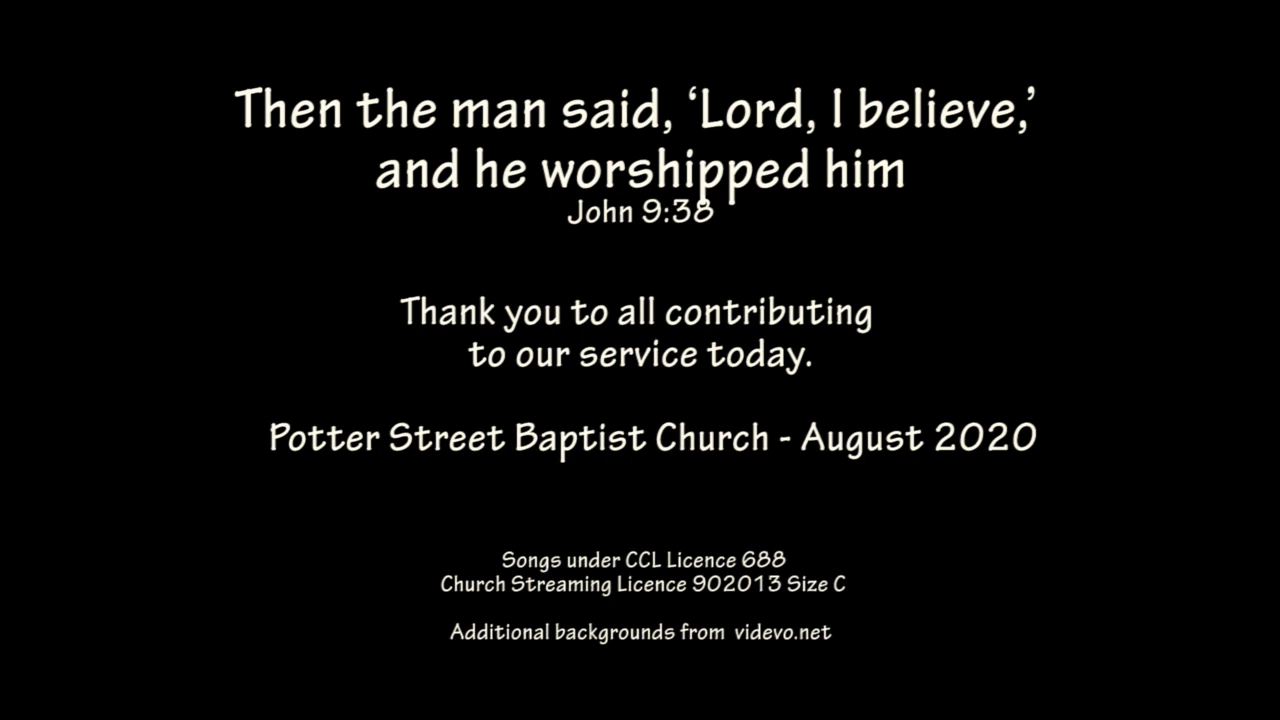 Then the man said, ‘Lord, I believe,’
and he worshipped him
John 9:38
Thank you to all contributing
to our service today.
Potter Street Baptist Church - August 2020
Songs under CCL Licence 688
Church Streaming Licence 902013 Size C
Additional backgrounds from videvo.net